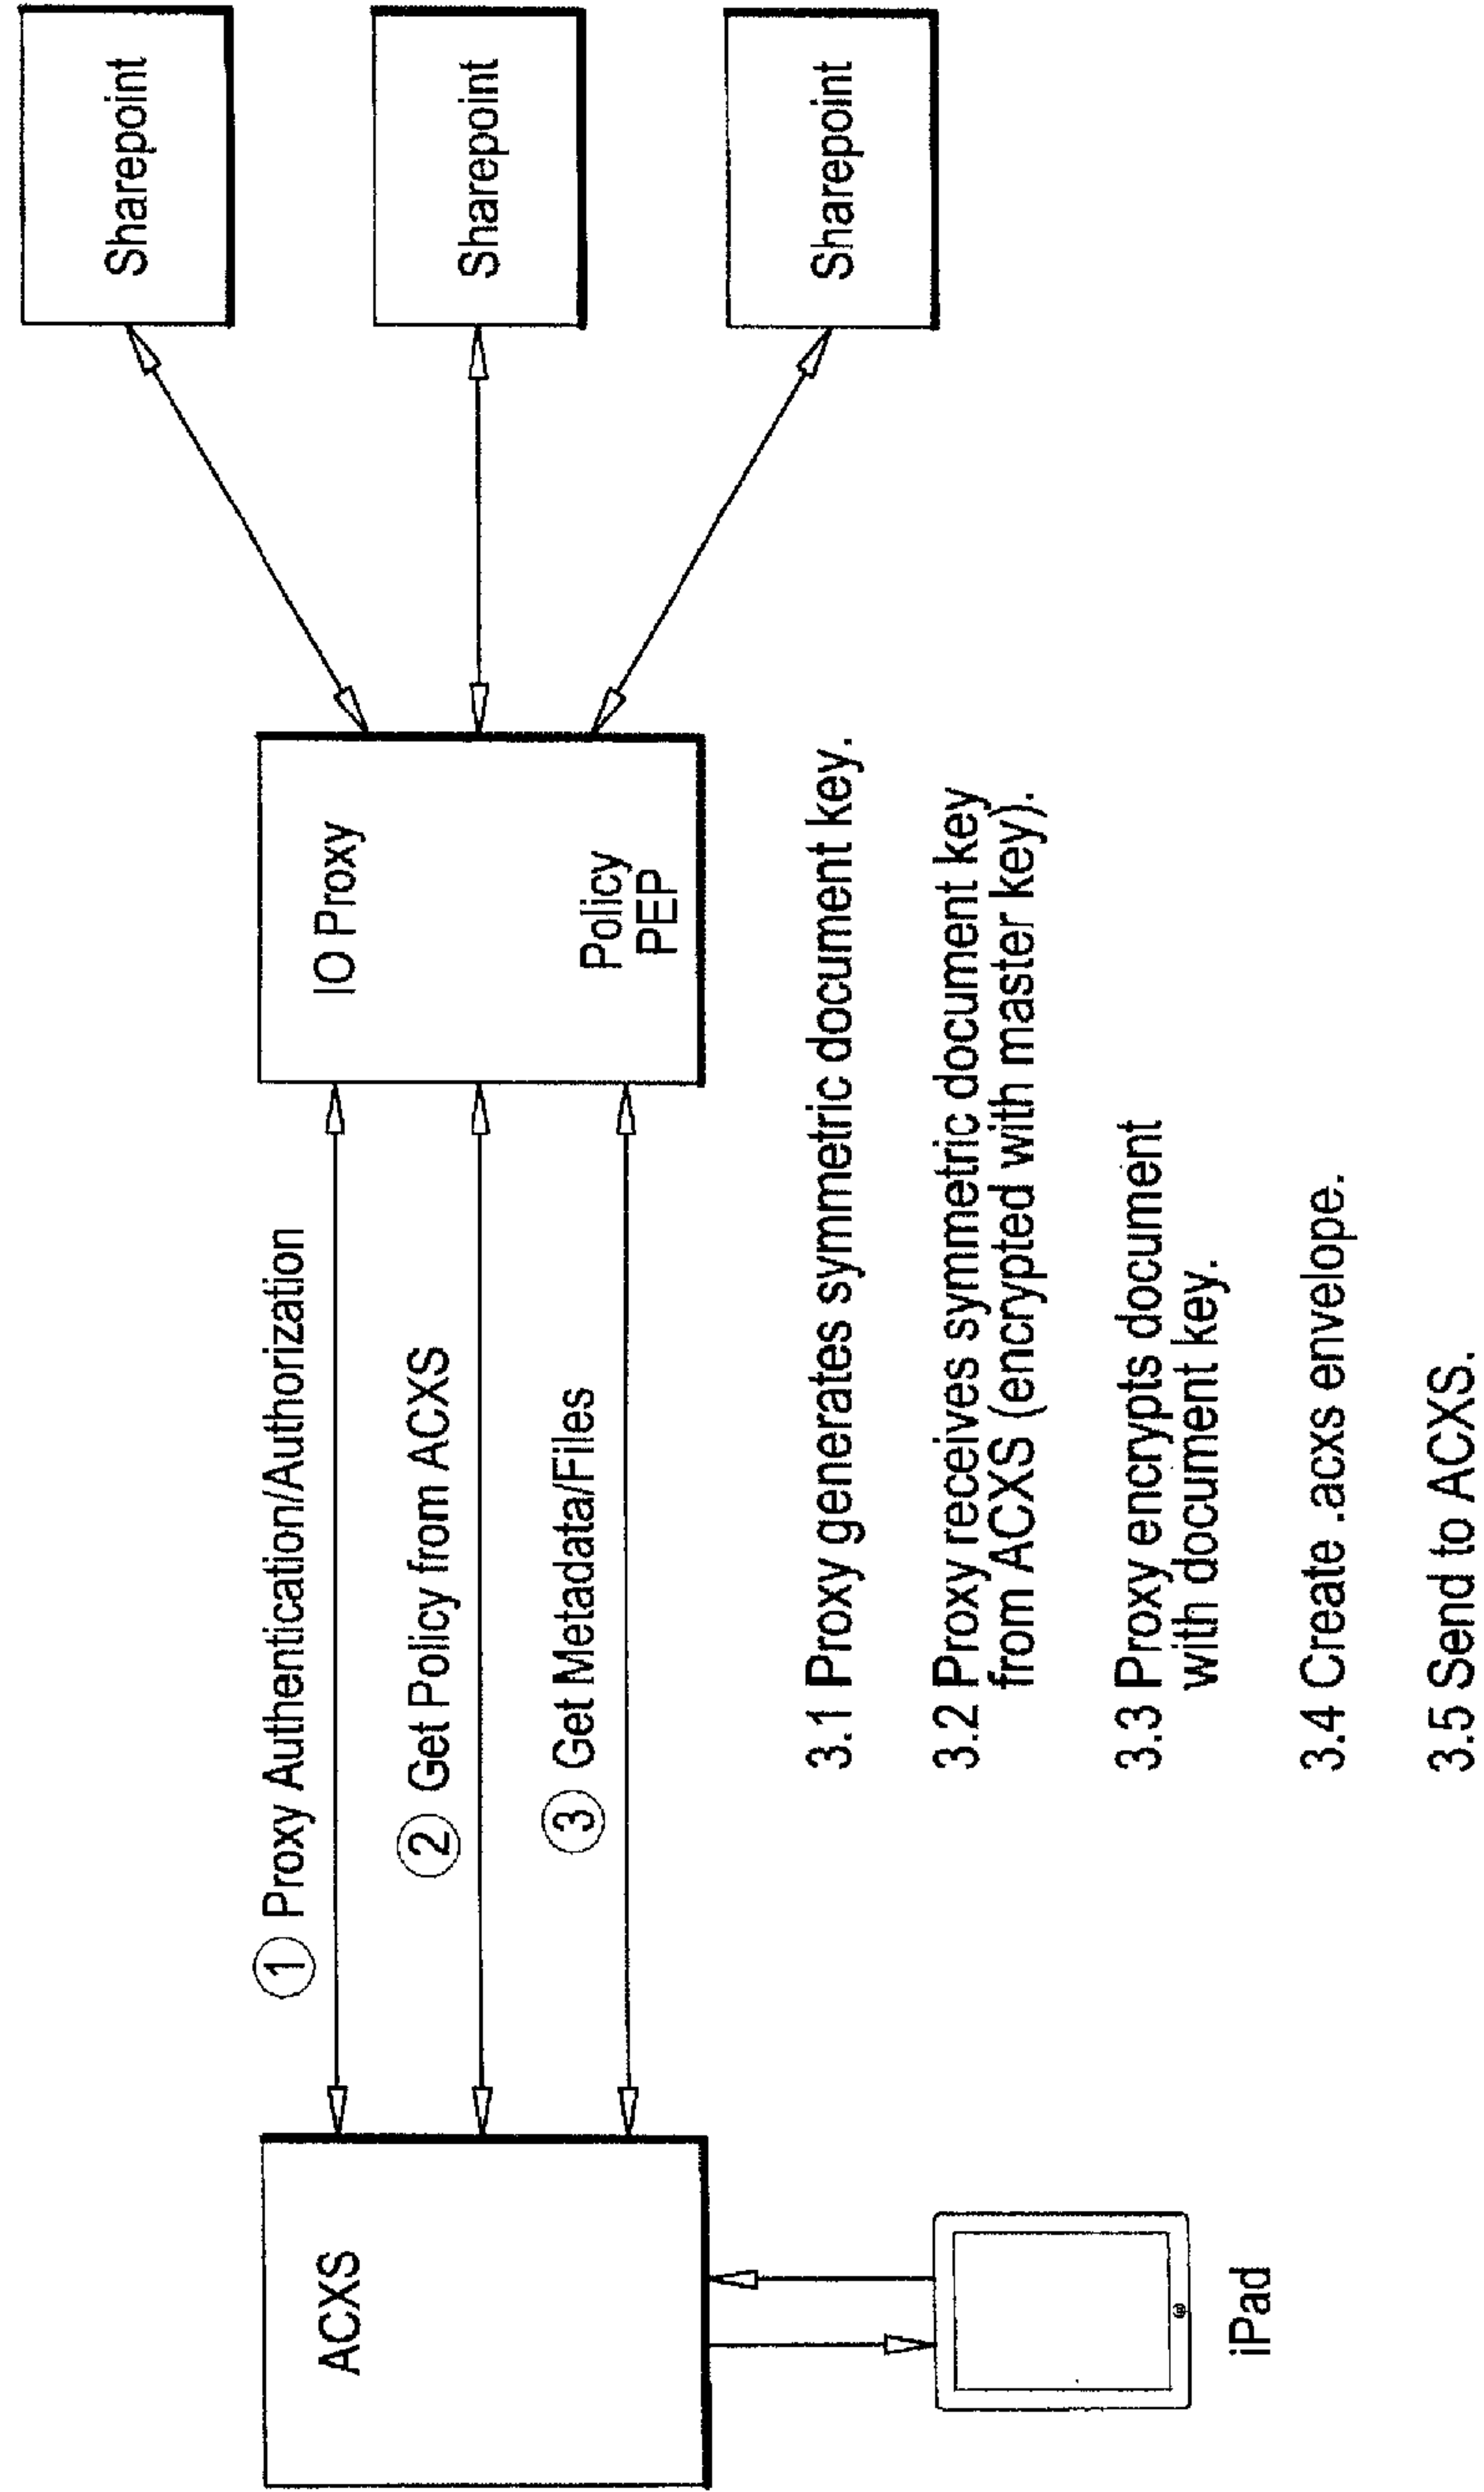 Sharepoint
Sharepoint
Sharepoint
IO Proxy
Policy
PEP
① Proxy Authentication/Authorization
② Get Policy from ACXS
③ Get Metadata/Files
ACXS
iPad
3.1 Proxy generates symmetric document key.
3.2 Proxy receives symmetric document key
from ACXS (encrypted with master key).
3.3 Proxy encrypts document
with document key.
3.4 Create .acxs envelope.
3.5 Send to ACXS.